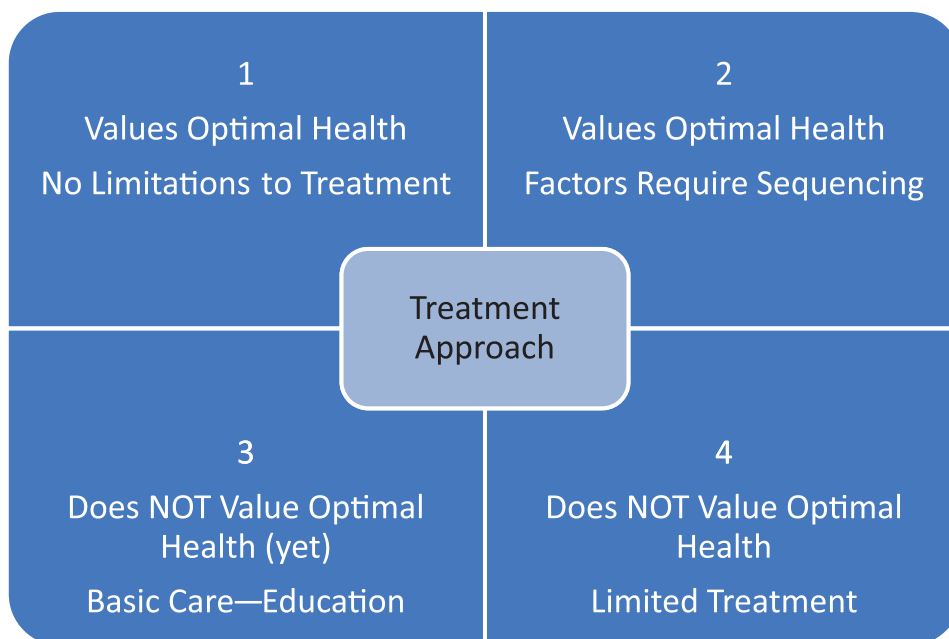 1
Values Optimal Health
No Limitations to Treatment
2
Values Optimal Health
Factors Require Sequencing
Treatment
Approach
3
Does NOT Value Optimal
Health (yet)
Basic Care—Education
4
Does NOT Value Optimal
Health
Limited Treatment